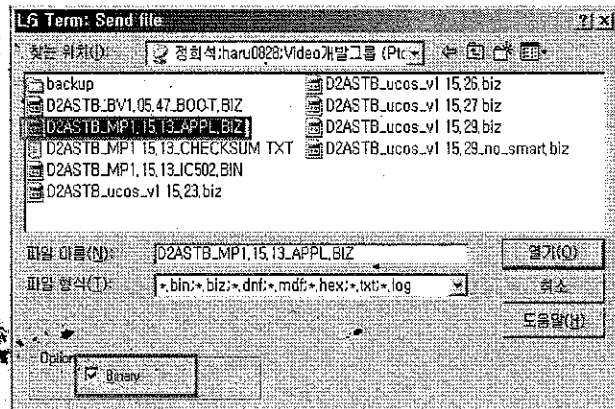 LG Term: Send file
찾는 위치(I): 정희석;haru0828;Video개발그룹 (Ptc
backup
D2ASTB_BV1,05,47_BOOT,BIZ
D2ASTB_MP1,15,13_APPL,BIZ
D2ASTB_MP1 15,13_CHECKSUM TXT
D2ASTB_MP1,15,13_IC502,BIN
D2ASTB_ucos_v1 15,23,biz
D2ASTB_ucos_v1 15,26,biz
D2ASTB_ucos_v1 15,27 biz
D2ASTB_ucos_v1 15,29,biz
D2ASTB_ucos_v1 15,29_no_smart,biz
파일 이름(N): D2ASTB_MP1,15,13_APPL,BIZ 열기(O)
파일 형식(T): *,bin;*,biz;*,dnf;*,mdf;*,hex;*,txt;*,log 취소
도움말(H)
Option
Binary